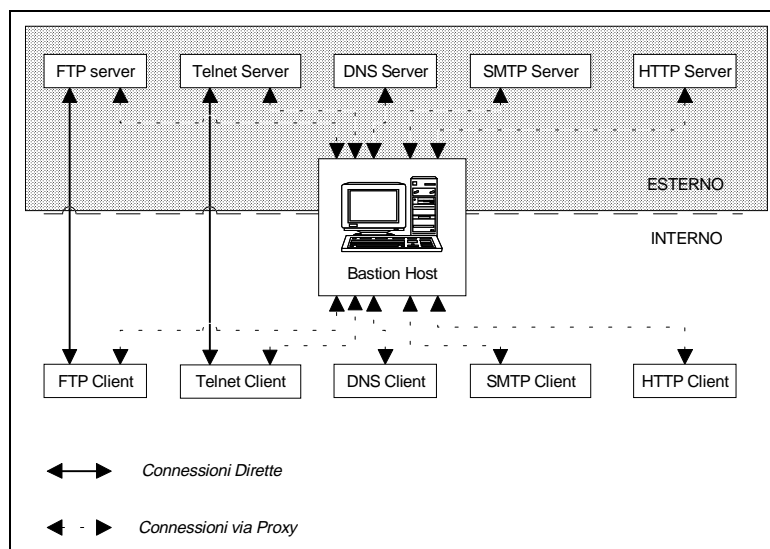 FTP server
Telnet Server
DNS Server
SMTP Server
HTTP Server
ESTERNO
INTERNO
Bastion Host
FTP Client
Telnet Client
DNS Client
SMTP Client
HTTP Client
Connessioni Dirette
Connessioni via Proxy